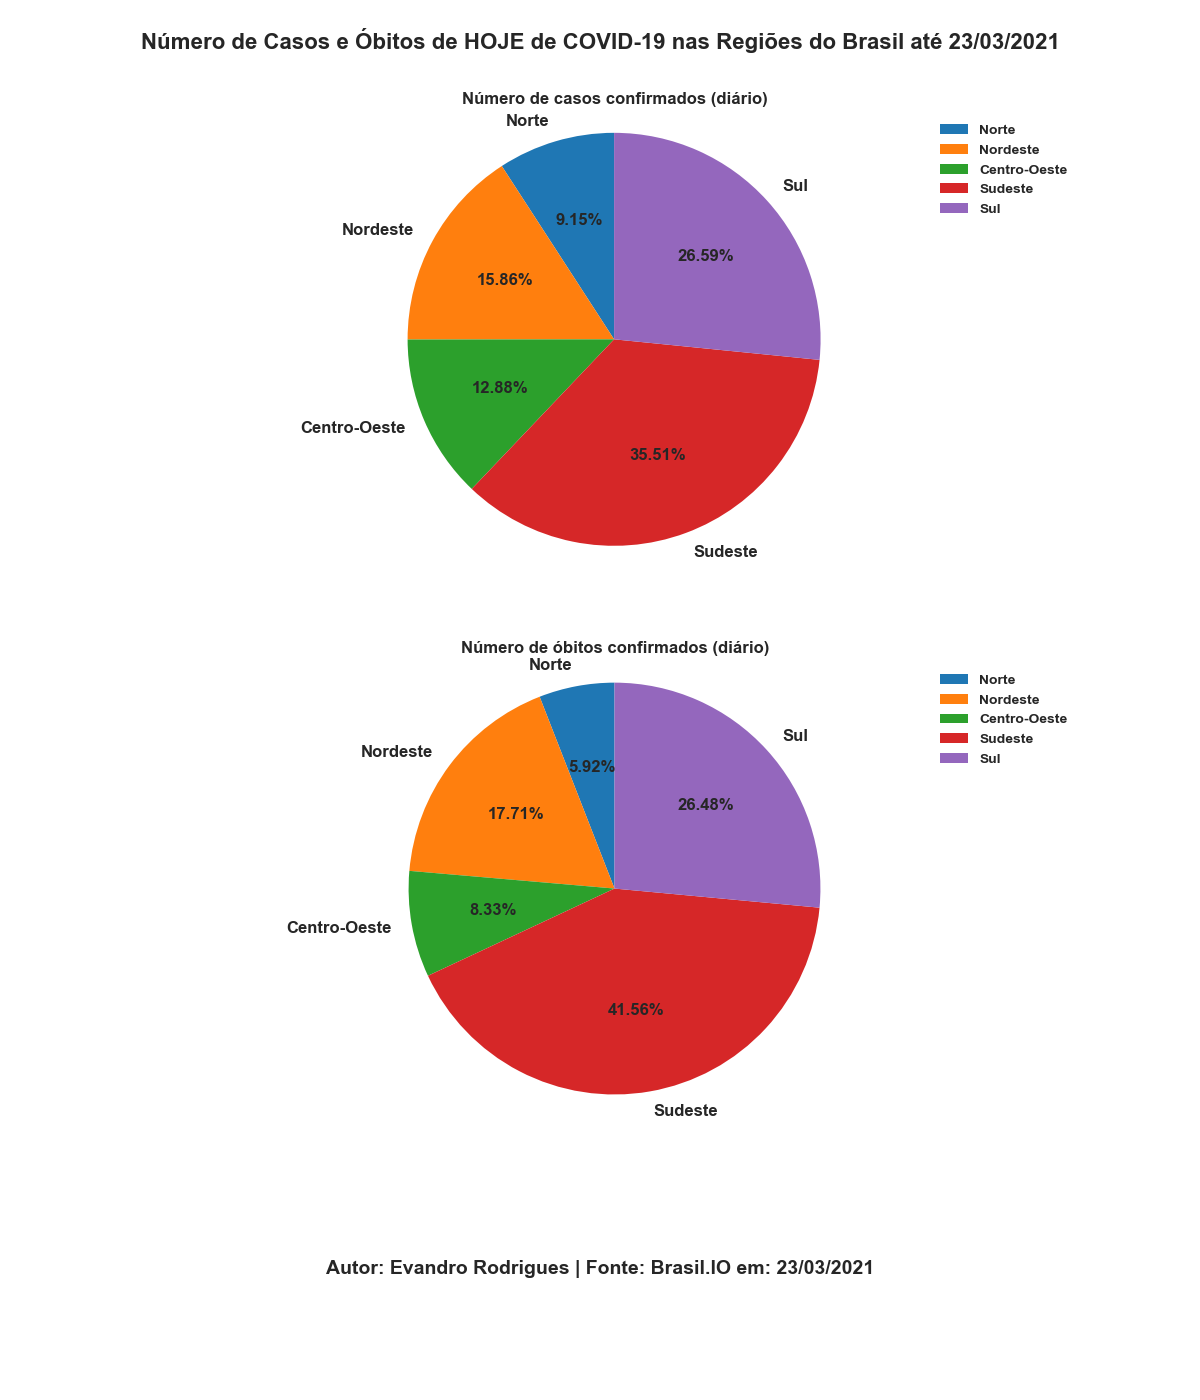 Número de Casos e Óbitos de HOJE de COVID-19 nas Regiões do Brasil até 23/03/2021
Número de casos confirmados (diário)
Norte
Nordeste
Centro-Oeste
Sudeste
Sul
Norte
Sul
Nordeste
Centro-Oeste
Sudeste
9.15%
26.59%
15.86%
12.88%
35.51%
Número de óbitos confirmados (diário)
Norte
Nordeste
Centro-Oeste
Sudeste
Sul
Norte
Sul
Nordeste
Centro-Oeste
Sudeste
5.92%
26.48%
17.71%
8.33%
41.56%
Autor: Evandro Rodrigues | Fonte: Brasil.IO em: 23/03/2021